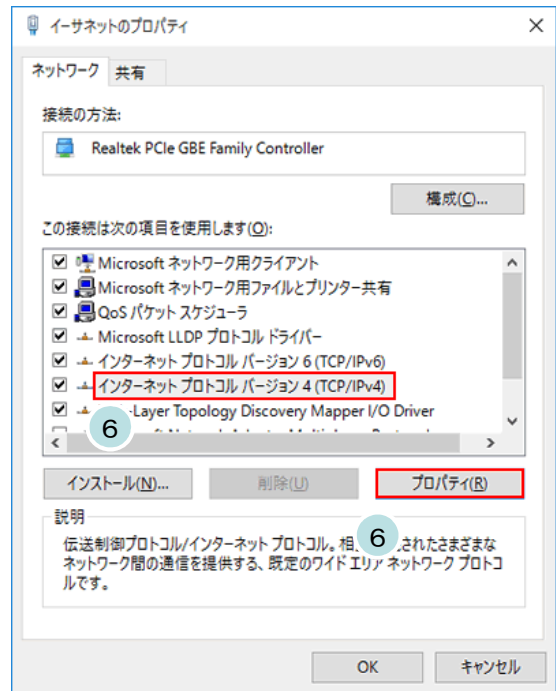 イーサネットのプロパティ
ネットワーク 共有
接続の方法:
Realtek PCIe GBE Family Controller
構成(C)...
この接続は次の項目を使用します(O):
Microsoft ネットワーク用クライアント
Microsoft ネットワーク用ファイルとプリンター共有
QoS パケット スケジューラ
Microsoft LLDP プロトコル ドライバー
インターネット プロトコル バージョン 6 (TCP/IPv6)
インターネット プロトコル バージョン 4 (TCP/IPv4)
-Layer Topology Discovery Mapper I/O Driver
6
インストール(N)... 削除(U) プロパティ(R)
説明
伝送制御プロトコル/インターネット プロトコル。相 されたさまざまな
6
ネットワーク間の通信を提供する、既定のワイド エリア ネットワーク プロトコ
ルです。
OK キャンセル